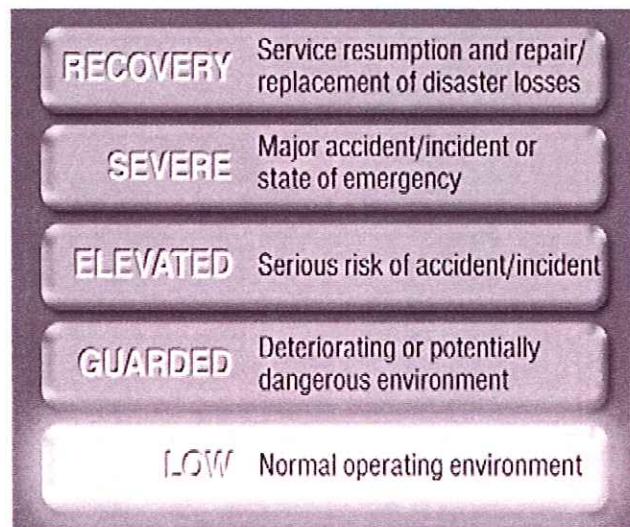 RECOVERY Service resumption and repair/
replacement of disaster losses
SEVERE Major accident/incident or
state of emergency
ELEVATED Serious risk of accident/incident
GUARDED Deteriorating or potentially
dangerous environment
LOW Normal operating environment